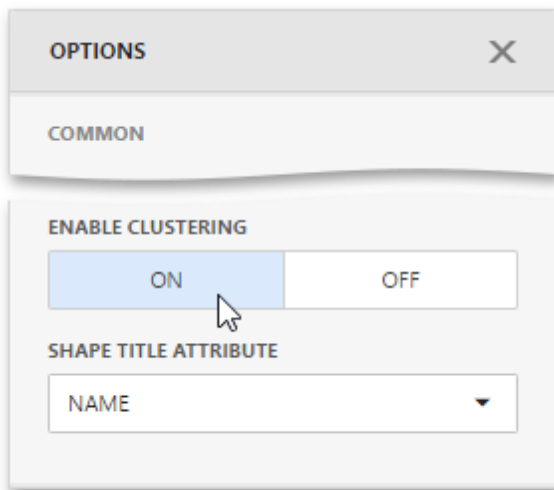 OPTIONS
COMMON
ENABLE CLUSTERING
ON OFF
SHAPE TITLE ATTRIBUTE
NAME